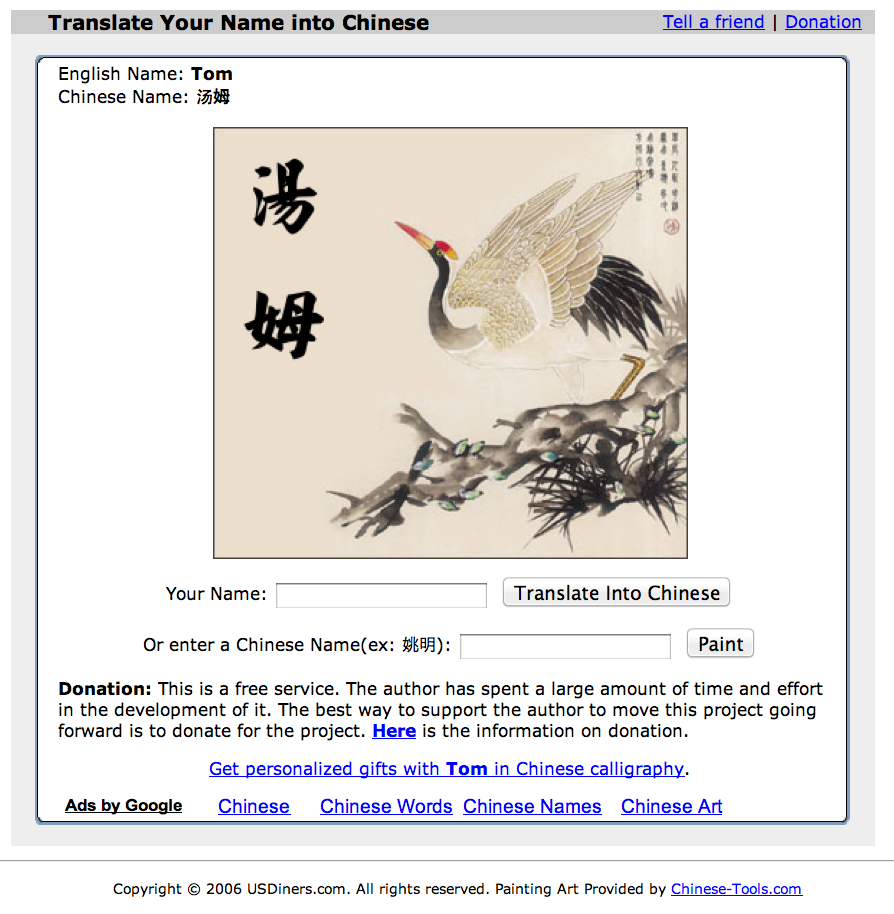 Translate Your Name into Chinese
Tell a friend | Donation
English Name: Tom
Chinese Name: 汤姆
湯
姆
Your Name:
Translate Into Chinese
Or enter a Chinese Name(ex: 姚明):
Paint
Donation: This is a free service. The author has spent a large amount of time and effort
in the development of it. The best way to support the author to move this project going
forward is to donate for the project. Here is the information on donation.
Get personalized gifts with Tom in Chinese calligraphy.
Ads by Google Chinese Chinese Words Chinese Names Chinese Art
Copyright © 2006 USDiners.com. All rights reserved. Painting Art Provided by Chinese-Tools.com